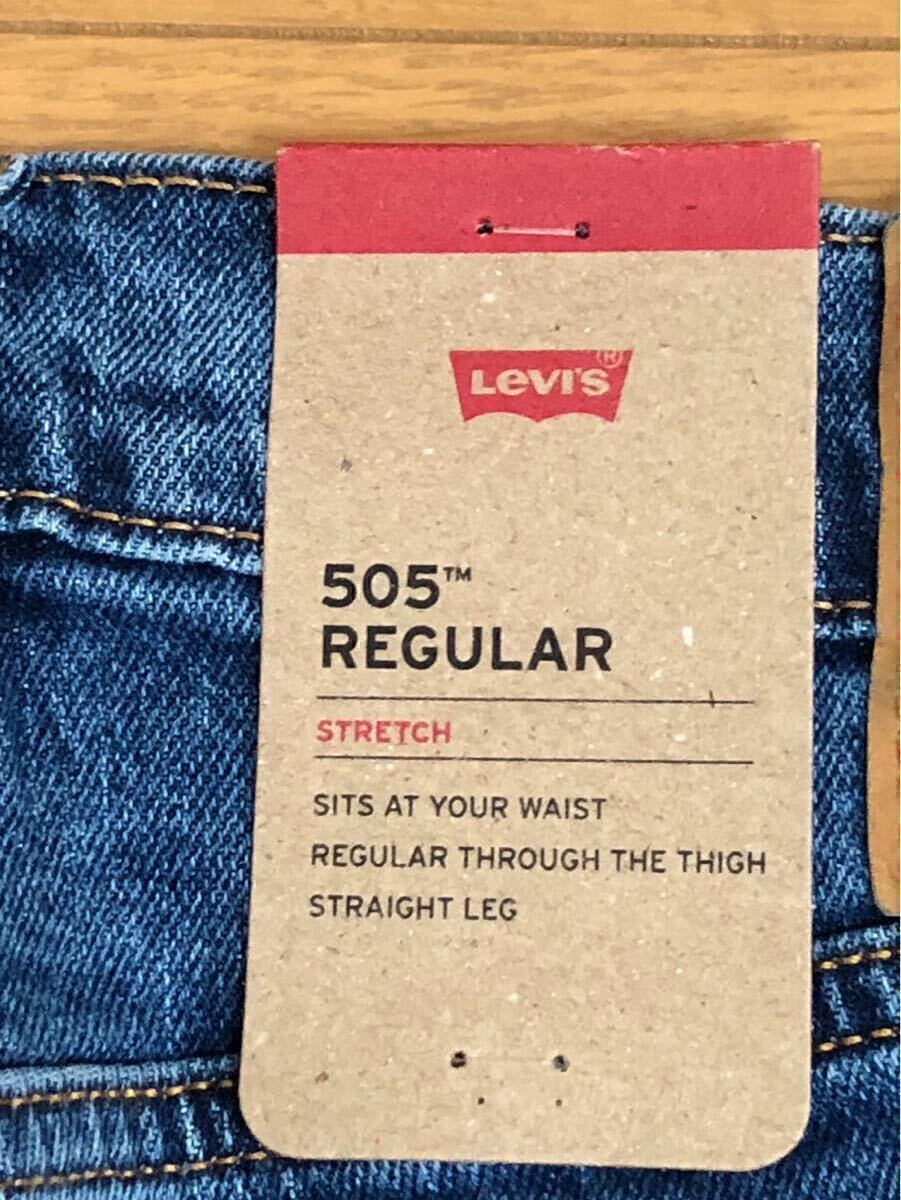 LEVI'S®
505™
REGULAR
STRETCH
SITS AT YOUR WAIST
REGULAR THROUGH THE THIGH
STRAIGHT LEG